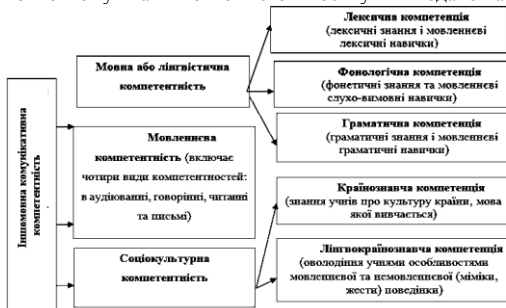 Іншомовна комунікативна
компетентність
Мовна або лінгвістична
компетентність
Мовленнєва
компетентність (включає
чотири види компетентностей:
в аудіюванні, говорінні, читанні
та письмі)
Соціокультурна
компетентність
Лексична компетенція
(лексичні знання і мовленнєві
лексичні навички)
Фонологічна компетенція
(фонетичні знання та мовленнєві
слухо-вимовні навички)
Граматична компетенція
(граматичні знання і мовленнєві
граматичні навички)
Країнознавча компетенція
(знання учнів про культуру країни, мова
якої вивчається)
Лінгвокраїнознавча компетенція
(оволодіння учнями особливостями
мовленнєвої та немовленнєвої (міміки,
жести) поведінки)